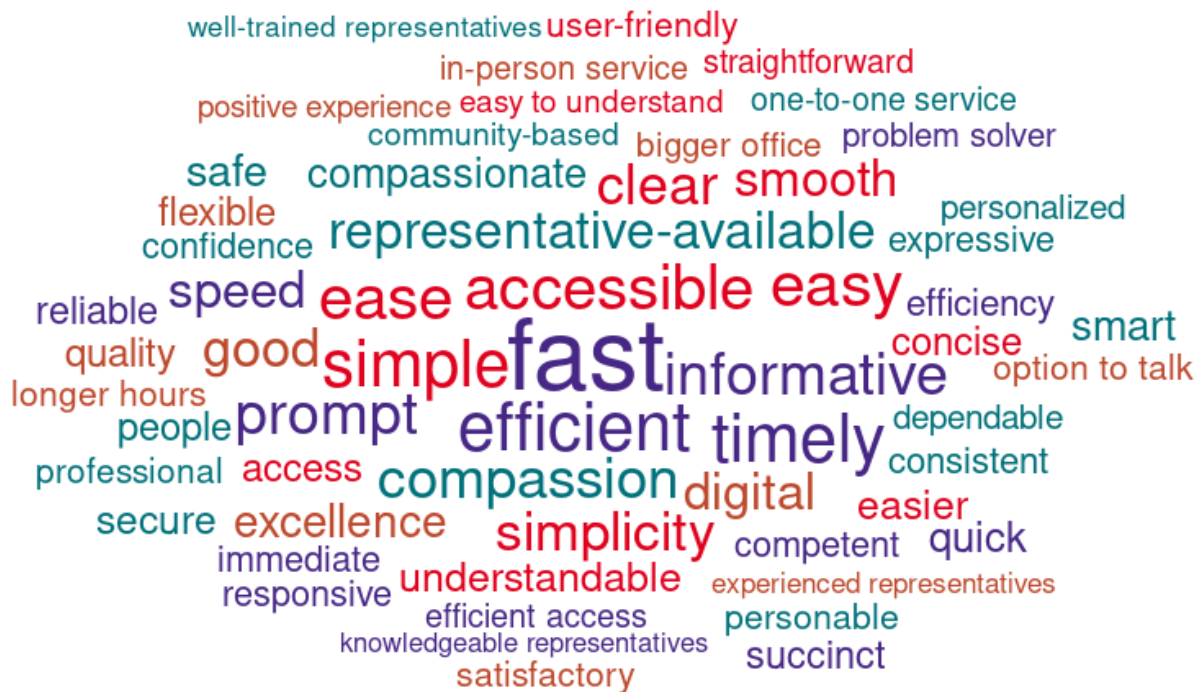 well-trained representatives user-friendly
in-person service straightforward
positive experience easy to understand one-to-one service
community-based bigger office problem solver
safe compassionate clear smooth
flexible personalized
confidence representative-available expressive
reliable speed ease accessible easy efficiency
quality good simple fast informative concise smart
longer hours option to talk
people prompt efficient timely dependable
professional access compassion digital consistent
secure excellence simplicity easier
immediate understandable competent quick
responsive experienced representatives
efficient access personable
knowledgeable representatives succinct
satisfactory